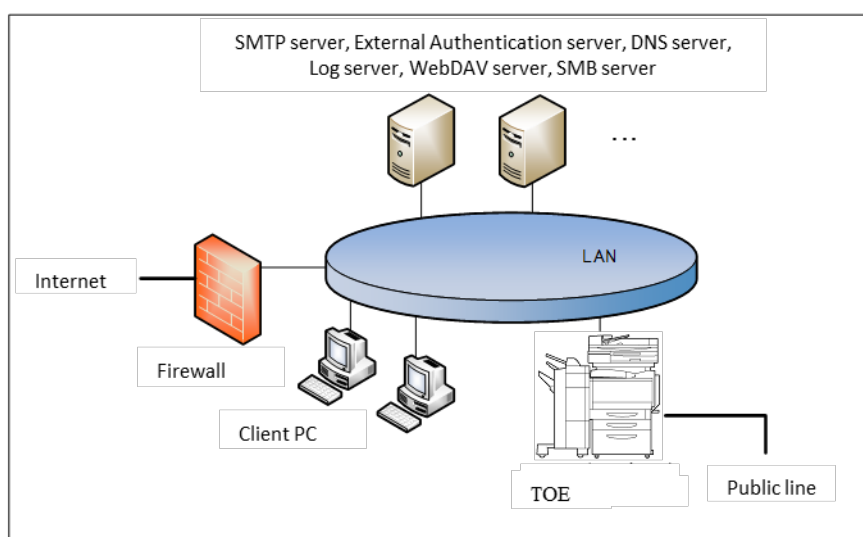 SMTP server, External Authentication server, DNS server,
Log server, WebDAV server, SMB server
...
LAN
Internet
Firewall
Client PC
TOE
Public line